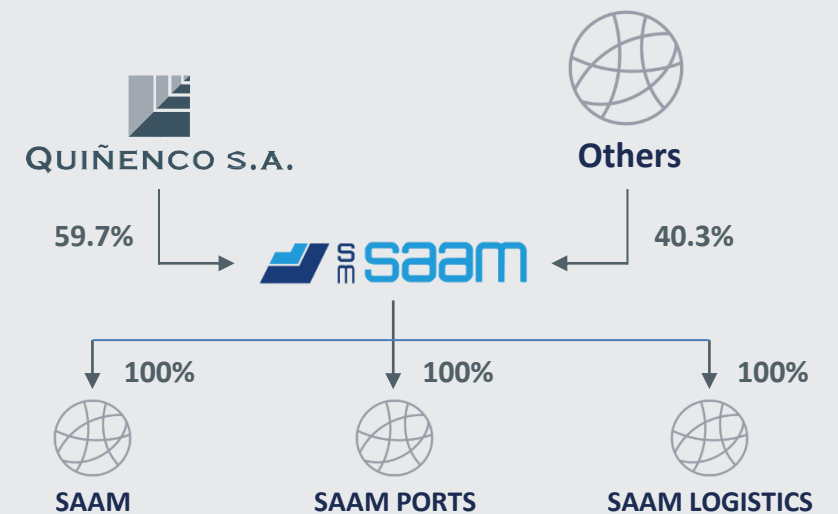 QUIÑENCO S.A.
Others
59.7%
40.3%
SM saam
100%
100%
100%
SAAM
SAAM PORTS
SAAM LOGISTICS